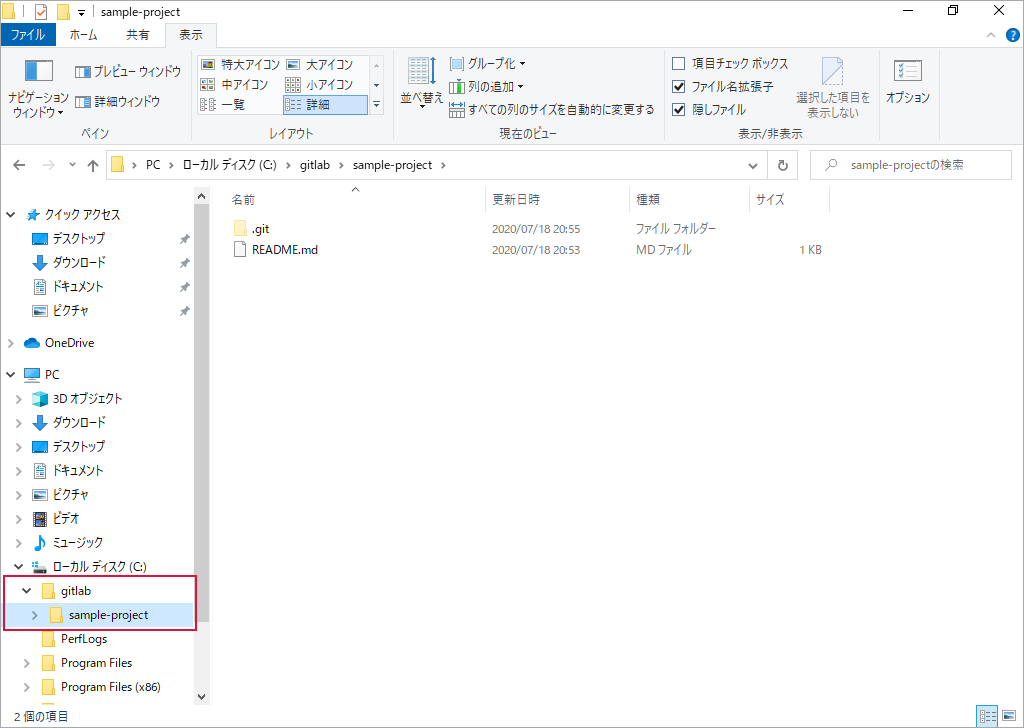 sample-project
ファイル ホーム 共有 表示
ナビゲーション ウィンドウ
プレビュー ウィンドウ
詳細ウィンドウ
ペイン
特大アイコン 大アイコン
中アイコン 小アイコン
一覧 詳細
レイアウト
並べ替え
グループ化
列の追加
すべての列のサイズを自動的に変更する
現在のビュー
項目チェック ボックス
ファイル名拡張子
隠しファイル
選択した項目を
表示しない
表示/非表示
オプション
PC ローカル ディスク (C:) gitlab sample-project
sample-projectの検索
クイック アクセス
デスクトップ
ダウンロード
ドキュメント
ピクチャ
OneDrive
PC
3D オブジェクト
ダウンロード
デスクトップ
ドキュメント
ピクチャ
ビデオ
ミュージック
ローカル ディスク (C:)
gitlab
sample-project
PerfLogs
Program Files
Program Files (x86)
名前 更新日時 種類 サイズ
.git 2020/07/18 20:55 ファイル フォルダー
README.md 2020/07/18 20:53 MD ファイル 1 KB
2 個の項目